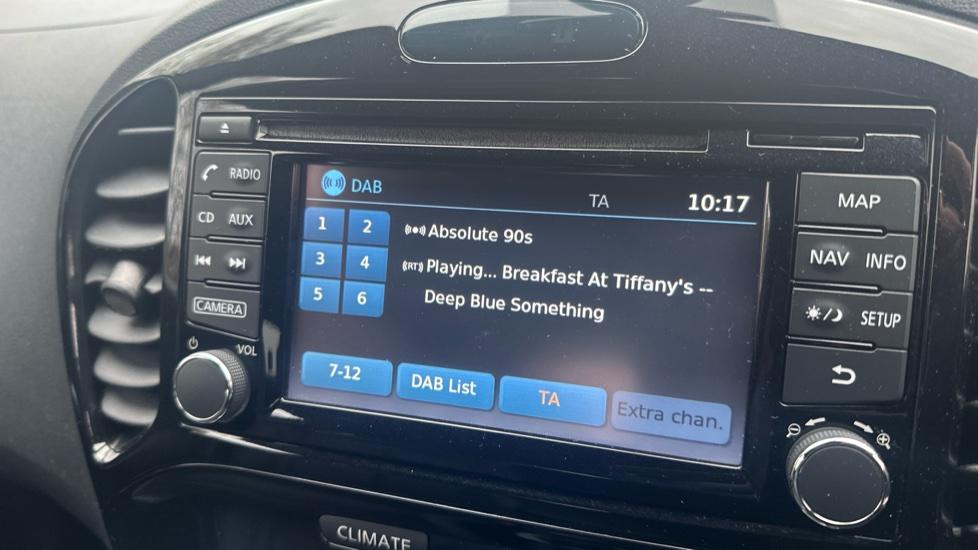 RADIO
CD AUX
CAMERA
VOL
DAB
TA
10:17
1 2
3 4
5 6
Absolute 90s
(RT) Playing... Breakfast At Tiffany's --
Deep Blue Something
7-12
DAB List
TA
Extra chan.
MAP
NAV INFO
SETUP
CLIMATE